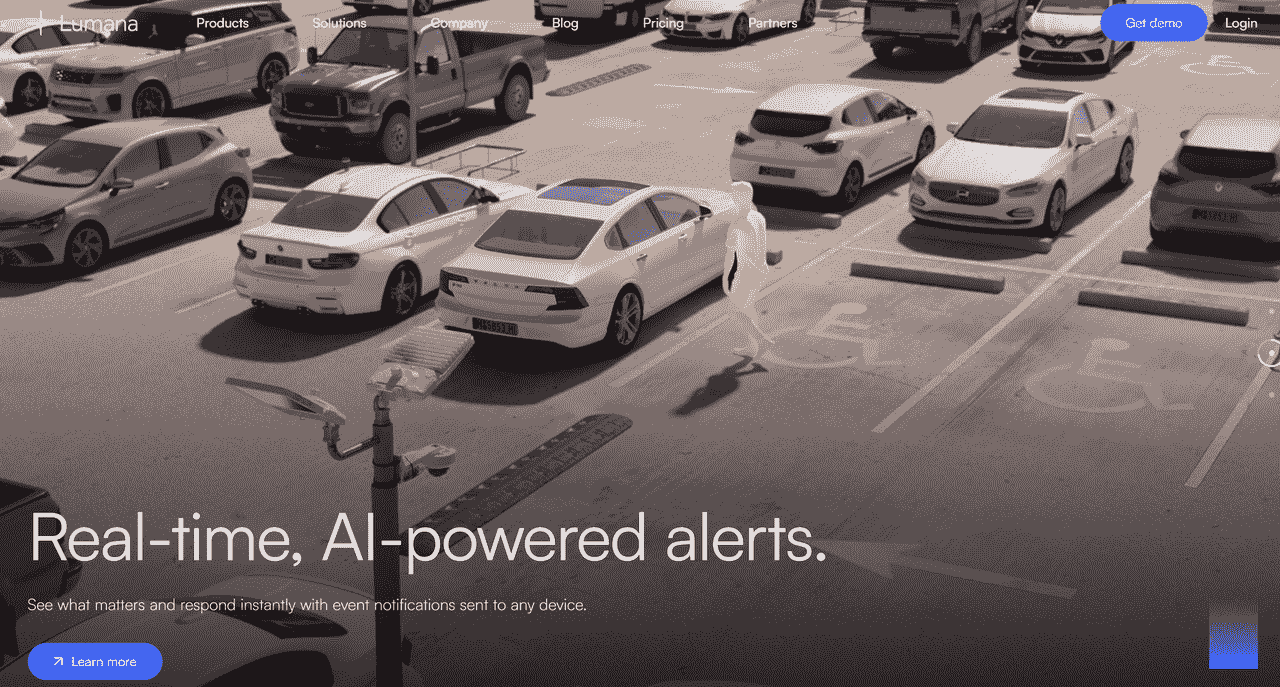 Lumana
Products
Solutions
Company
Blog
Pricing
Partners
Get demo
Login
Real-time, AI-powered alerts.
See what matters and respond instantly with event notifications sent to any device.
Learn more